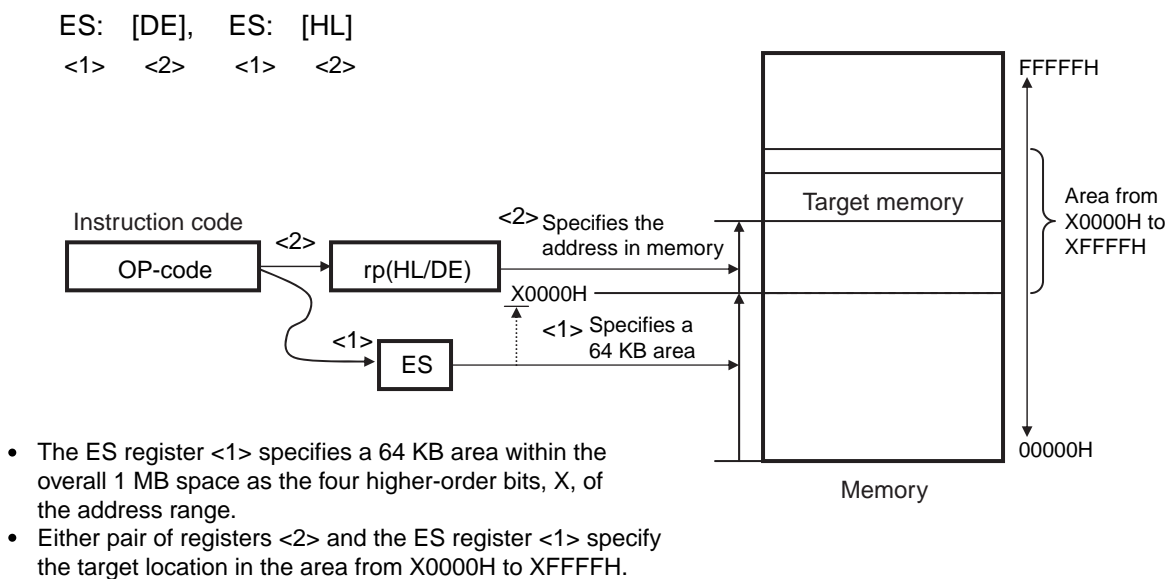 ES: [DE], ES: [HL]
<1> <2> <1> <2>
FFFFFH
Target memory
Area from
X0000H to
XFFFFH
Instruction code
OP-code
<2>
rp(HL/DE)
<2> Specifies the
address in memory
X0000H
<1>
ES
<1> Specifies a
64 KB area
00000H
Memory
• The ES register <1> specifies a 64 KB area within the
overall 1 MB space as the four higher-order bits, X, of
the address range.
• Either pair of registers <2> and the ES register <1> specify
the target location in the area from X0000H to XFFFFH.